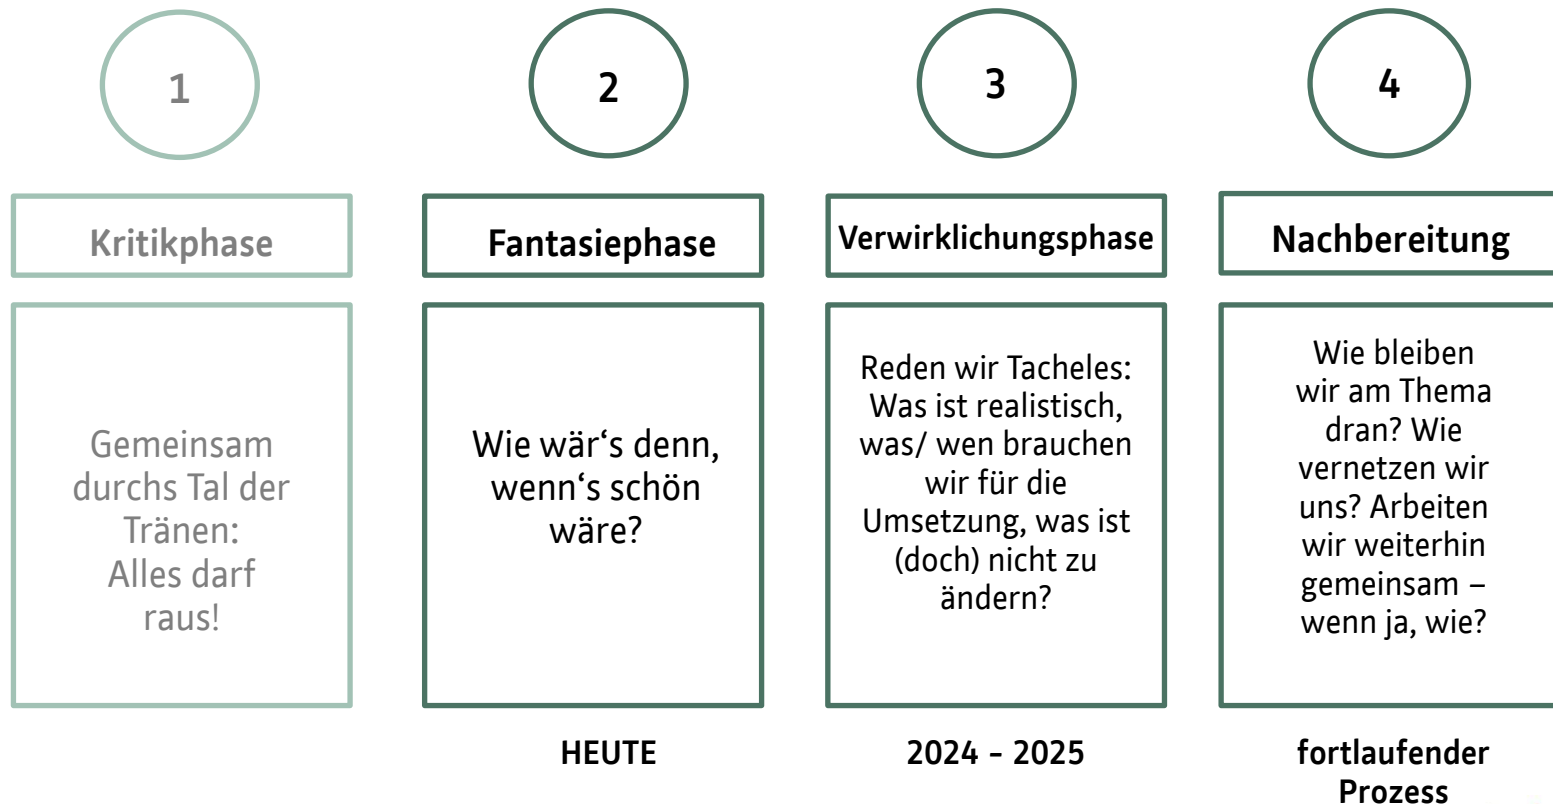 1
Kritikphase
Gemeinsam
durchs Tal der
Tränen:
Alles darf
raus!
2
Fantasiephase
Wie wär‘s denn,
wenn‘s schön
wäre?
HEUTE
3
Verwirklichungsphase
Reden wir Tacheles:
Was ist realistisch,
was/ wen brauchen
wir für die
Umsetzung, was ist
(doch) nicht zu
ändern?
2024 - 2025
4
Nachbereitung
Wie bleiben
wir am Thema
dran? Wie
vernetzen wir
uns? Arbeiten
wir weiterhin
gemeinsam –
wenn ja, wie?
fortlaufender
Prozess